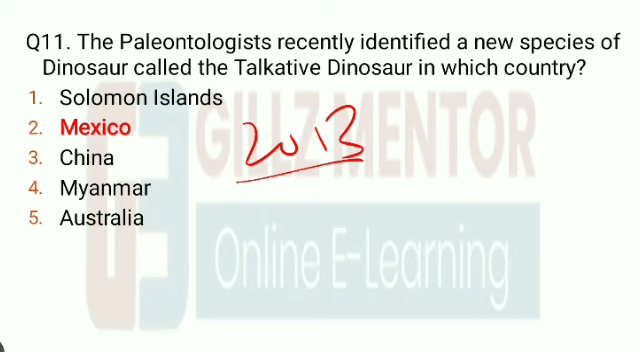 Q11. The Paleontologists recently identified a new species of
Dinosaur called the Talkative Dinosaur in which country?
1. Solomon Islands
2. Mexico
3. China
4. Myanmar
5. Australia
2013
GILLZ MENTOR
Online E-Learning